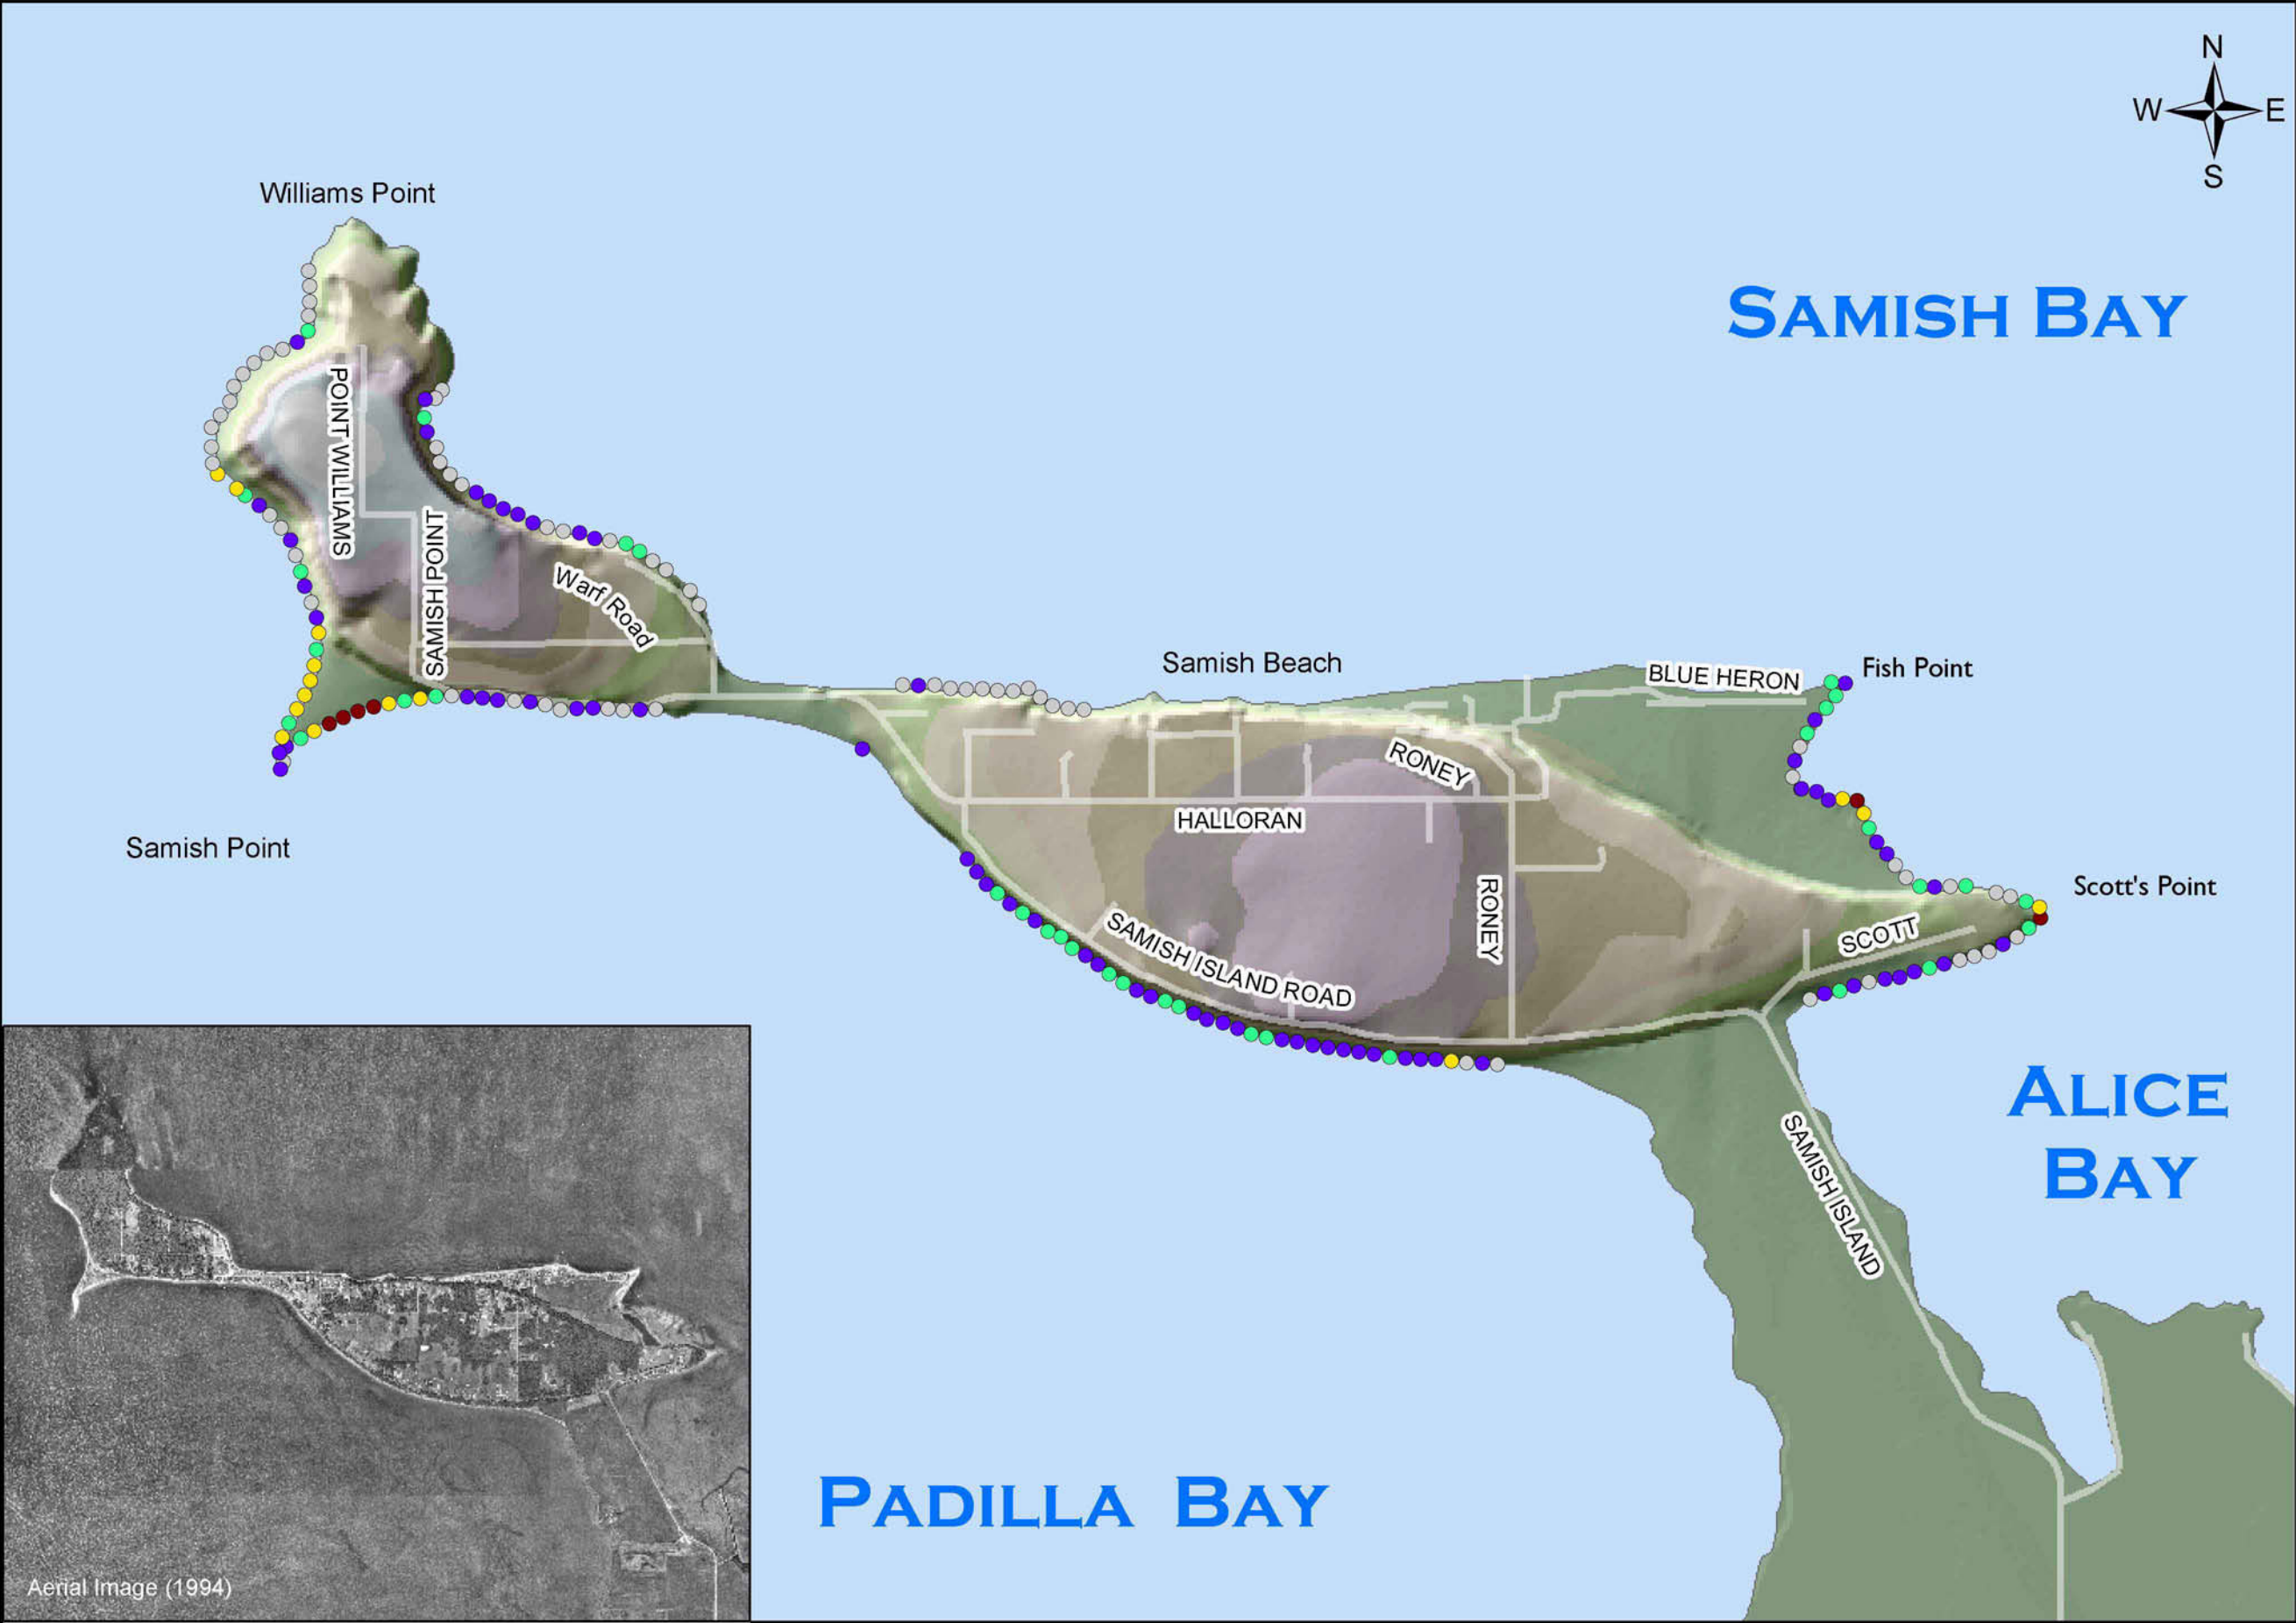 N
W E
S
Williams Point
SAMISH BAY
POINT WILLIAMS
SAMISH POINT
Warf Road
Samish Beach
BLUE HERON
Fish Point
RONEY
HALLORAN
Samish Point
RONEY
Scott's Point
SCOTT
SAMISH ISLAND ROAD
ALICE
BAY
SAMISH ISLAND
PADILLA BAY
Aerial Image (1994)